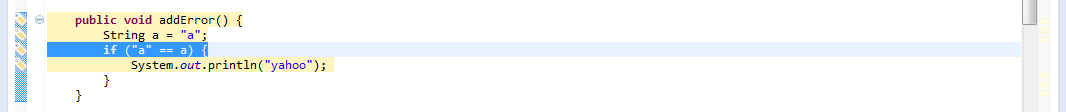 public void addError() {
String a = "a";
if ("a" == a) {
System.out.println("yahoo");
}
}